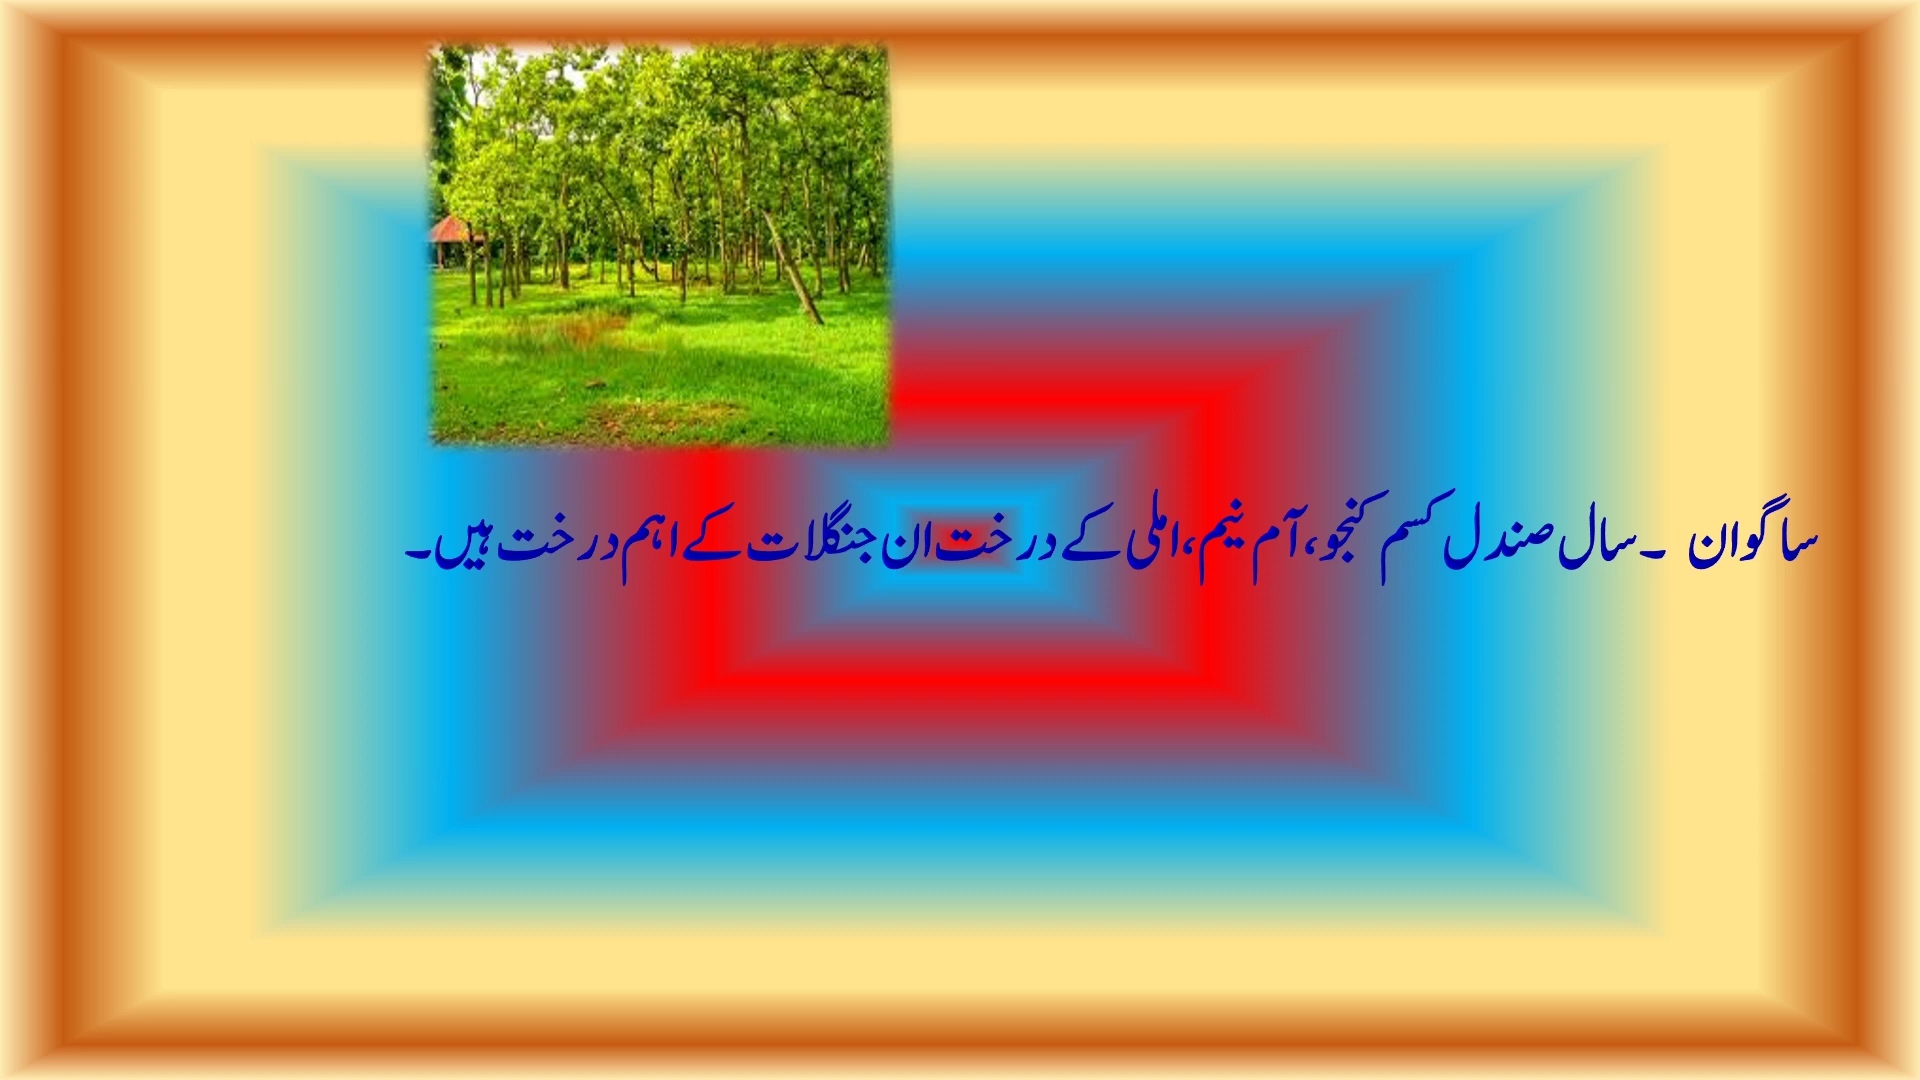 ساگوان ۔سال صندل کسم کنجو،آم نیم،املی کے درخت ان جنگلات کے اہم درخت ہیں۔